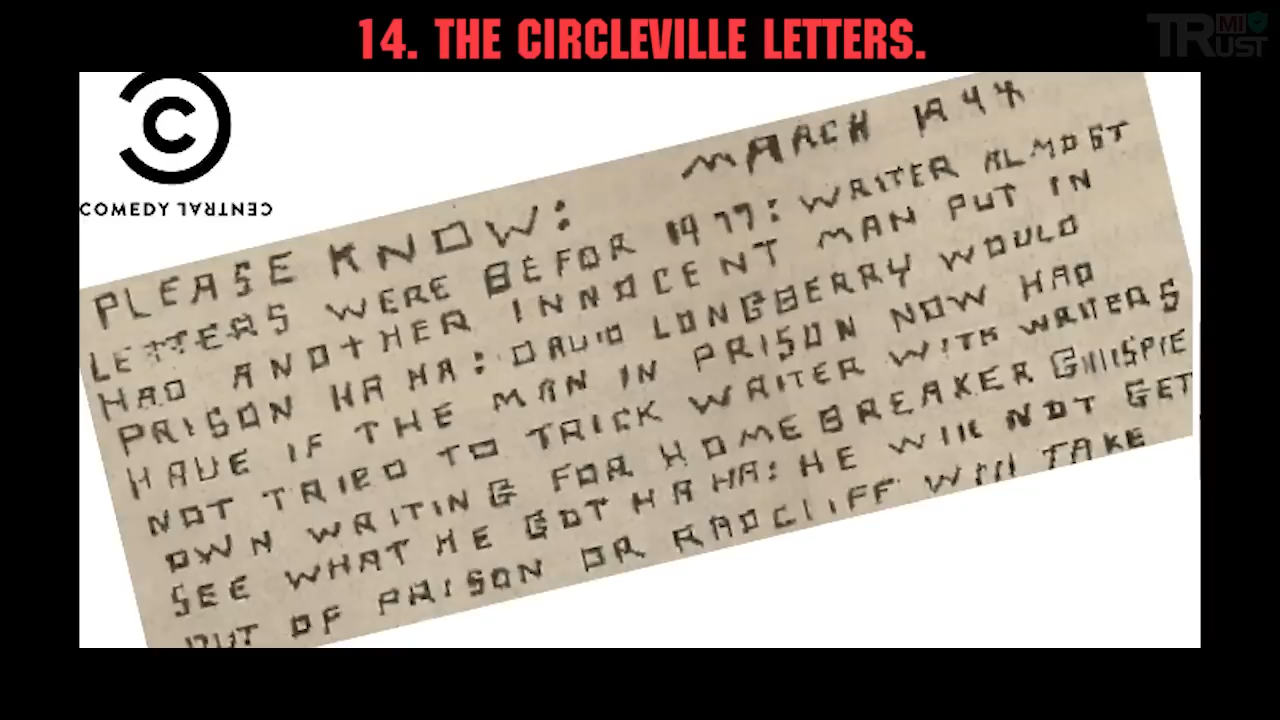 14. THE CIRCLEVILLE LETTERS.
TRUST MI
C
COMEDY CENTRAL
MARCH 1944
PLEASE KNOW:
LETTERS WERE BEFOR 1977: WRITER ALMOST
HAD ANOTHER INNOCENT MAN PUT IN
PRISON HA HA: DAVID LONGBERRY WOULD
HAVE IF THE MAN IN PRISON NOW HAD
NOT TRIED TO TRICK WRITER WITH WRITERS
OWN WRITING FOR HOMEBREAKER GILLISPIE
SEE WHAT HE GOT HA HA: HE WILL NOT GET
OUT OF PRISON OR RADCLIFF WILL TAKE